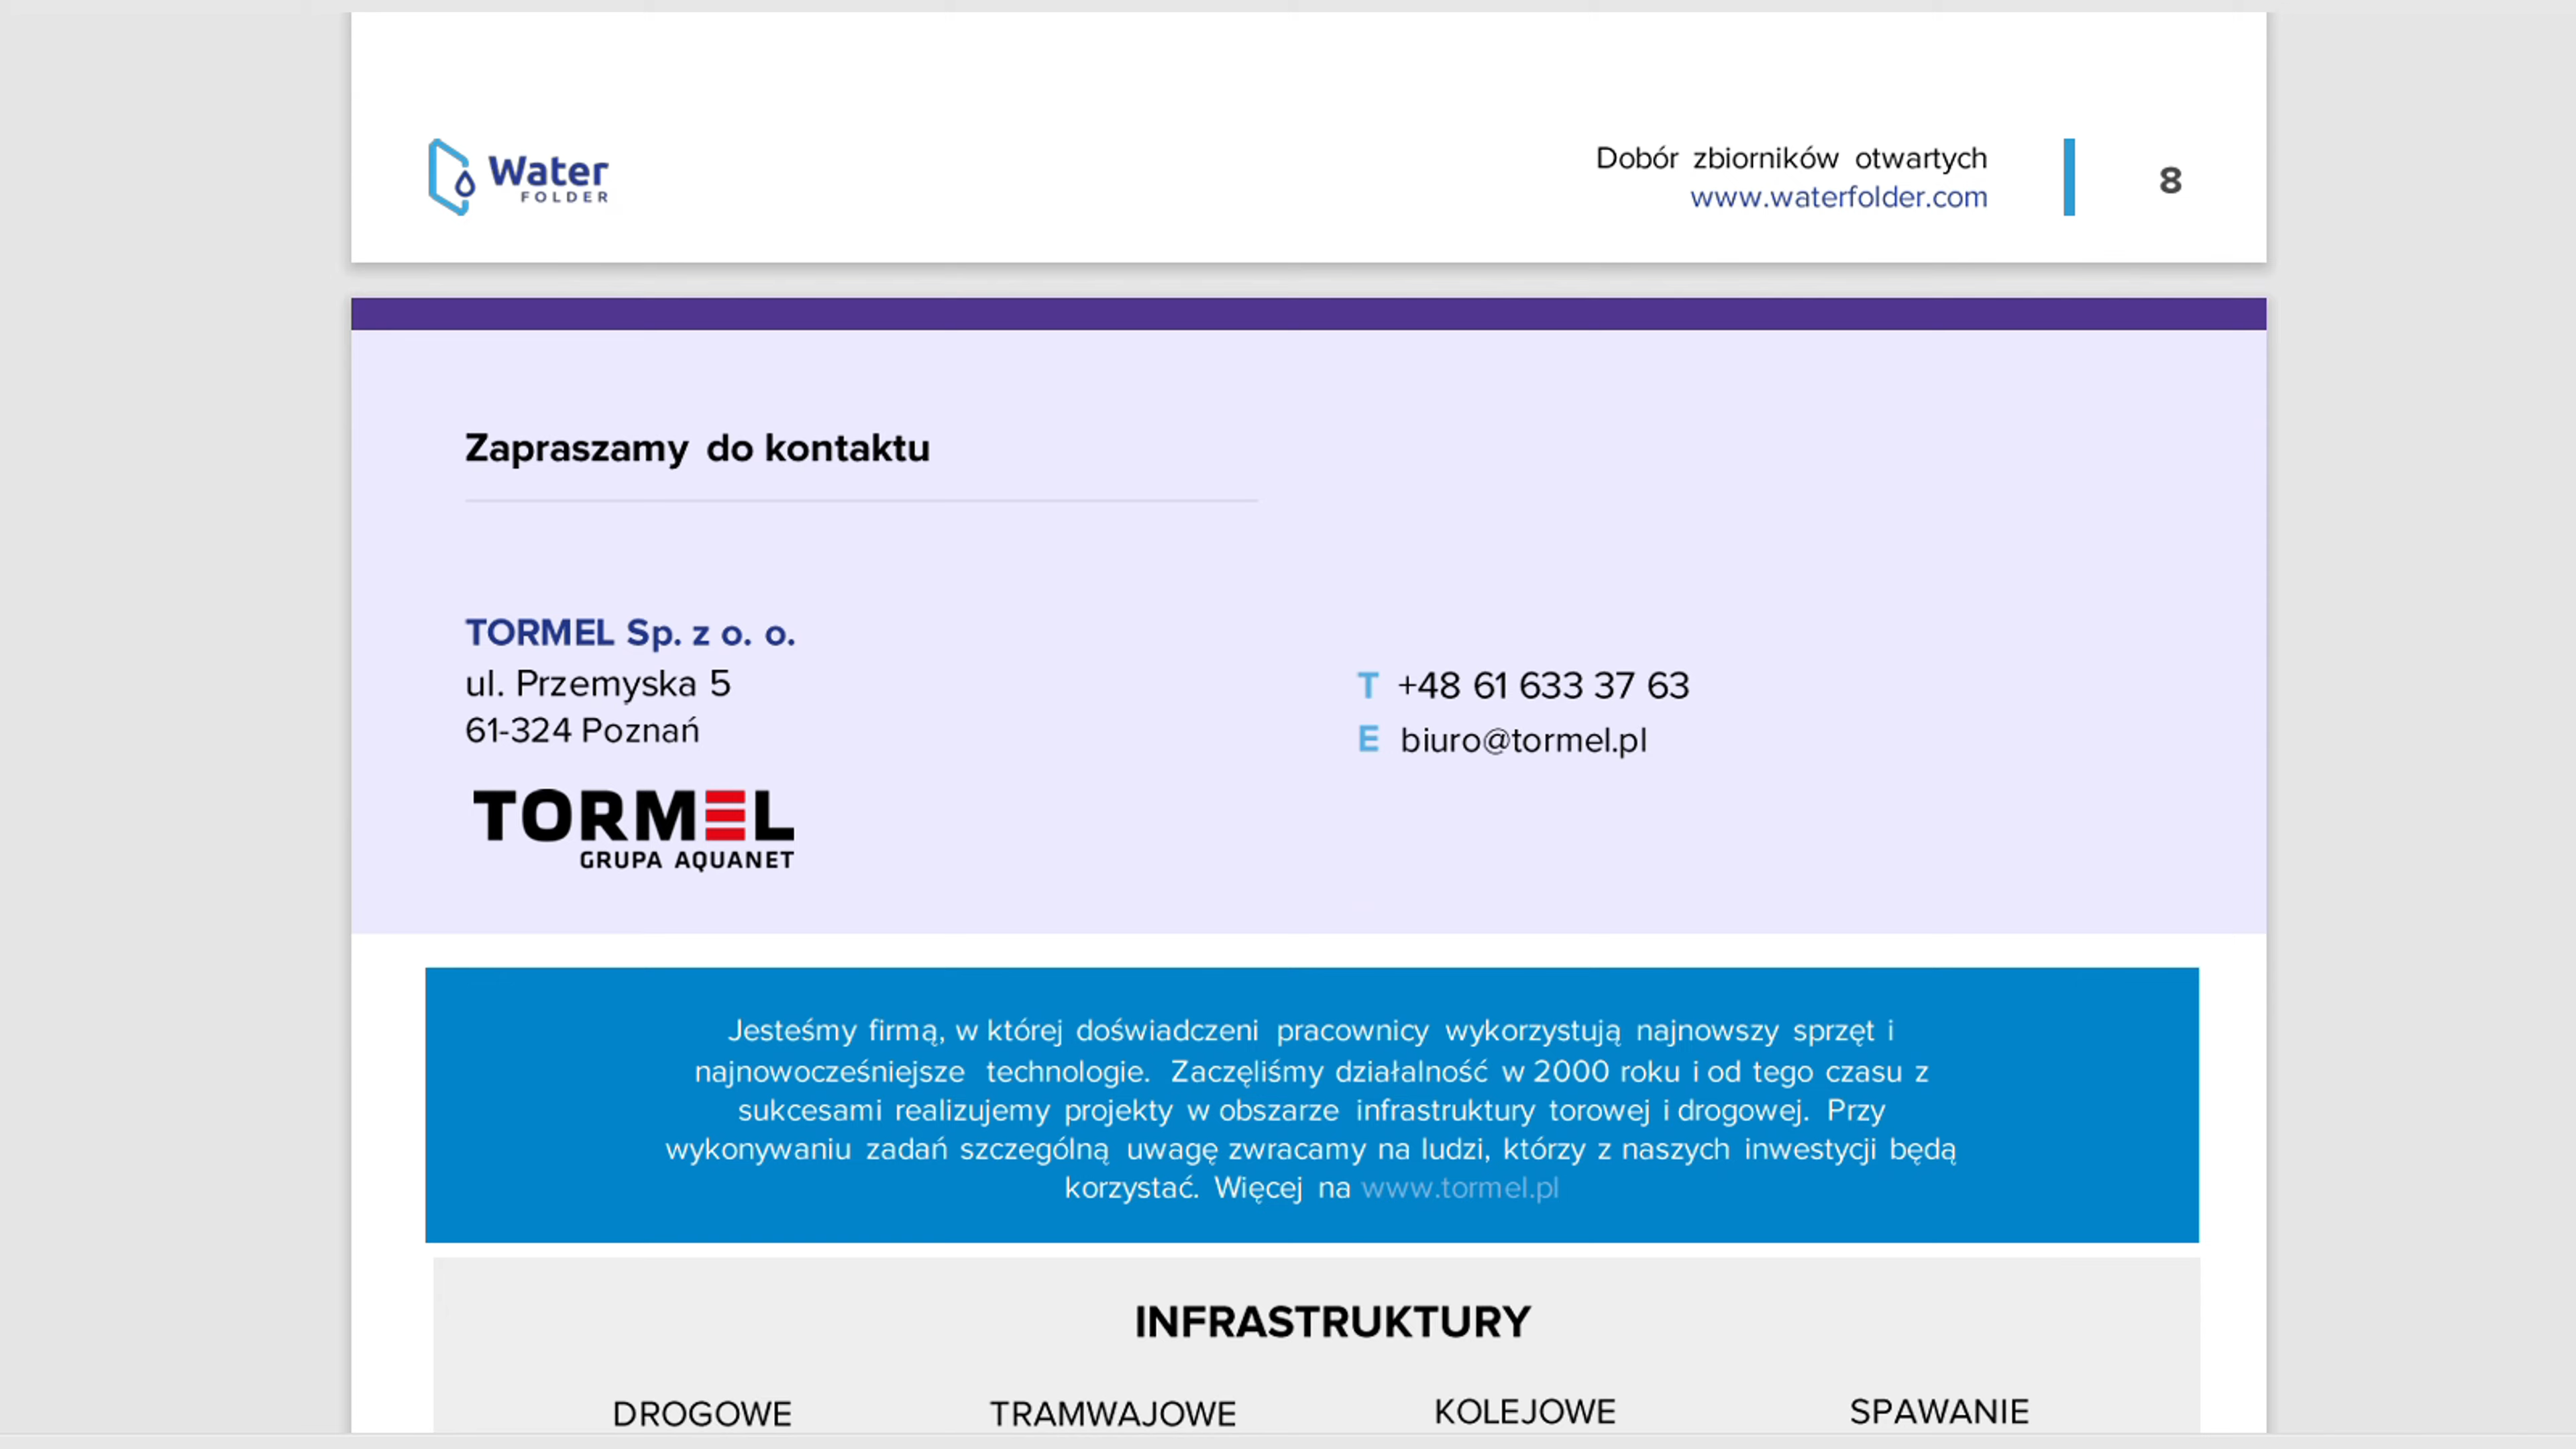 Water
FOLDER
Dobór zbiorników otwartych
www.waterfolder.com
8
Zapraszamy do kontaktu
TORMEL Sp. z o. o.
ul. Przemyska 5
61-324 Poznań
T +48 61 633 37 63
E biuro@tormel.pl
TORMEL
GRUPA AQUANET
Jesteśmy firmą, w której doświadczeni pracownicy wykorzystują najnowszy sprzęt i
najnowocześniejsze technologie. Zaczęliśmy działalność w 2000 roku i od tego czasu z
sukcesami realizujemy projekty w obszarze infrastruktury torowej i drogowej. Przy
wykonywaniu zadań szczególną uwagę zwracamy na ludzi, którzy z naszych inwestycji będą
korzystać. Więcej na www.tormel.pl
INFRASTRUKTURY
DROGOWE TRAMWAJOWE KOLEJOWE SPAWANIE